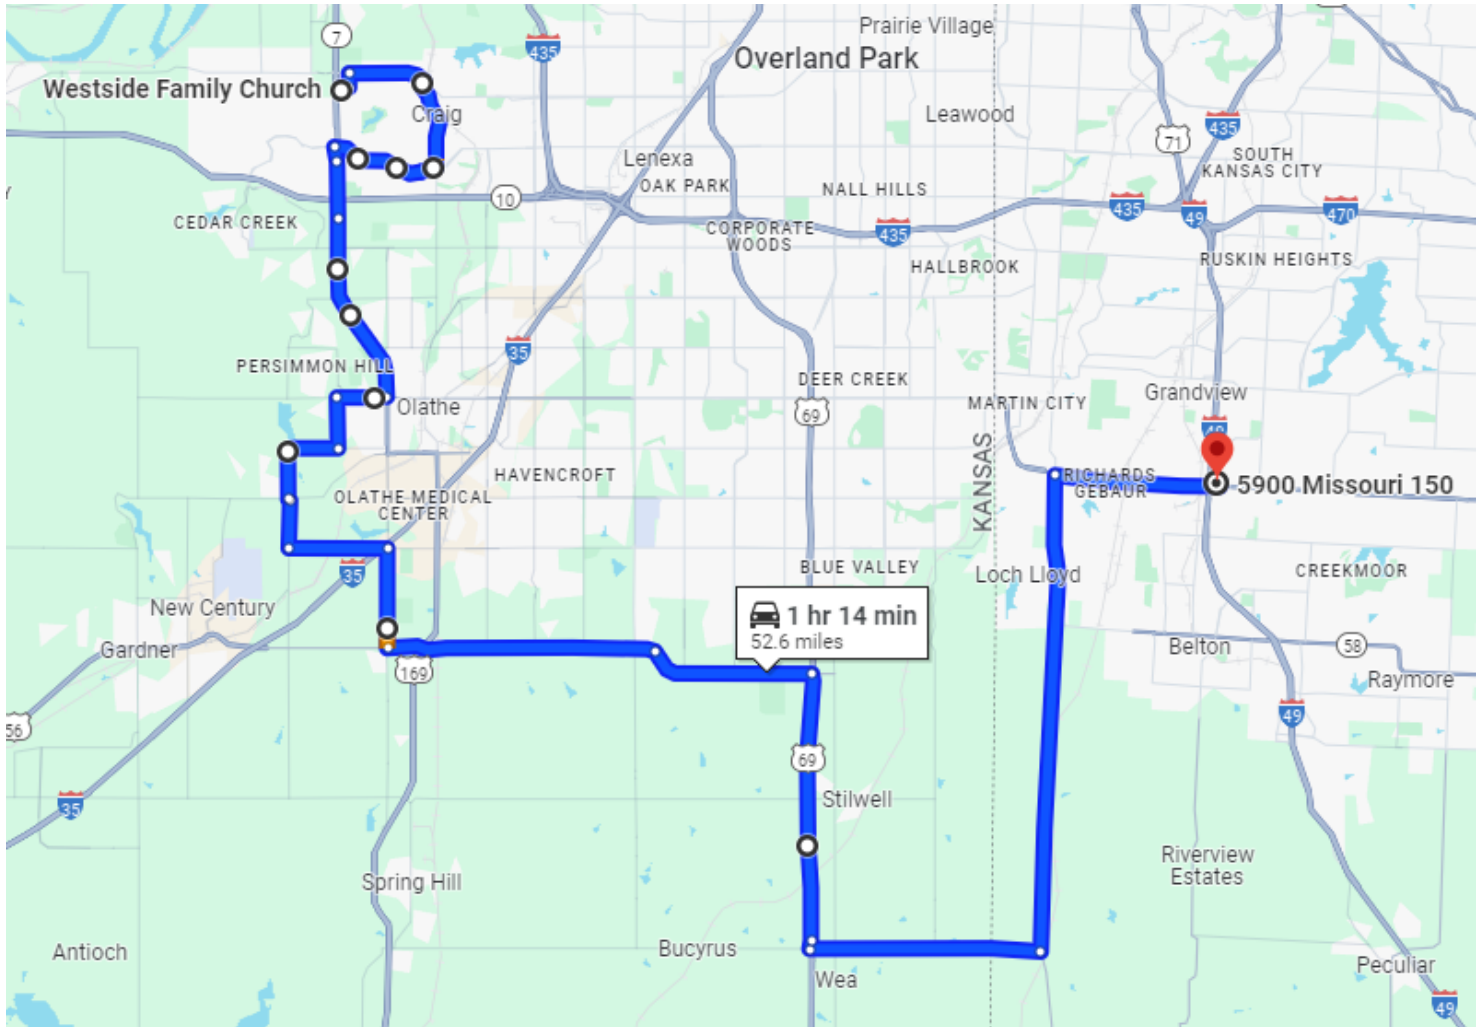 Prairie Village
7
435
Overland Park
Westside Family Church
Craig
Leawood
435
71
Lenexa
SOUTH
KANSAS CITY
OAK PARK
NALL HILLS
10
435
49
470
CEDAR CREEK
CORPORATE
WOODS
435
HALLBROOK
RUSKIN HEIGHTS
35
PERSIMMON HILL
DEER CREEK
Grandview
Olathe
69
MARTIN CITY
49
KANSAS
HAVENCROFT
RICHARDS
GEBAUR
5900 Missouri 150
OLATHE MEDICAL
CENTER
35
BLUE VALLEY
Loch Lloyd
CREEKMOOR
New Century
1 hr 14 min
52.6 miles
Gardner
Belton
58
169
Raymore
56
49
69
35
Stilwell
Riverview
Estates
Spring Hill
Antioch
Bucyrus
Wea
Peculiar
49